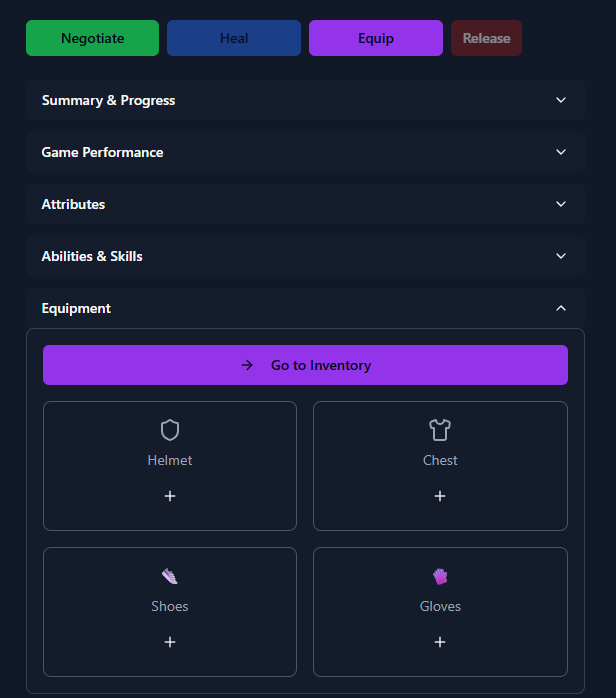 Negotiate Heal Equip Release
Summary & Progress
Game Performance
Attributes
Abilities & Skills
Equipment
Go to Inventory
Helmet Chest
Shoes Gloves